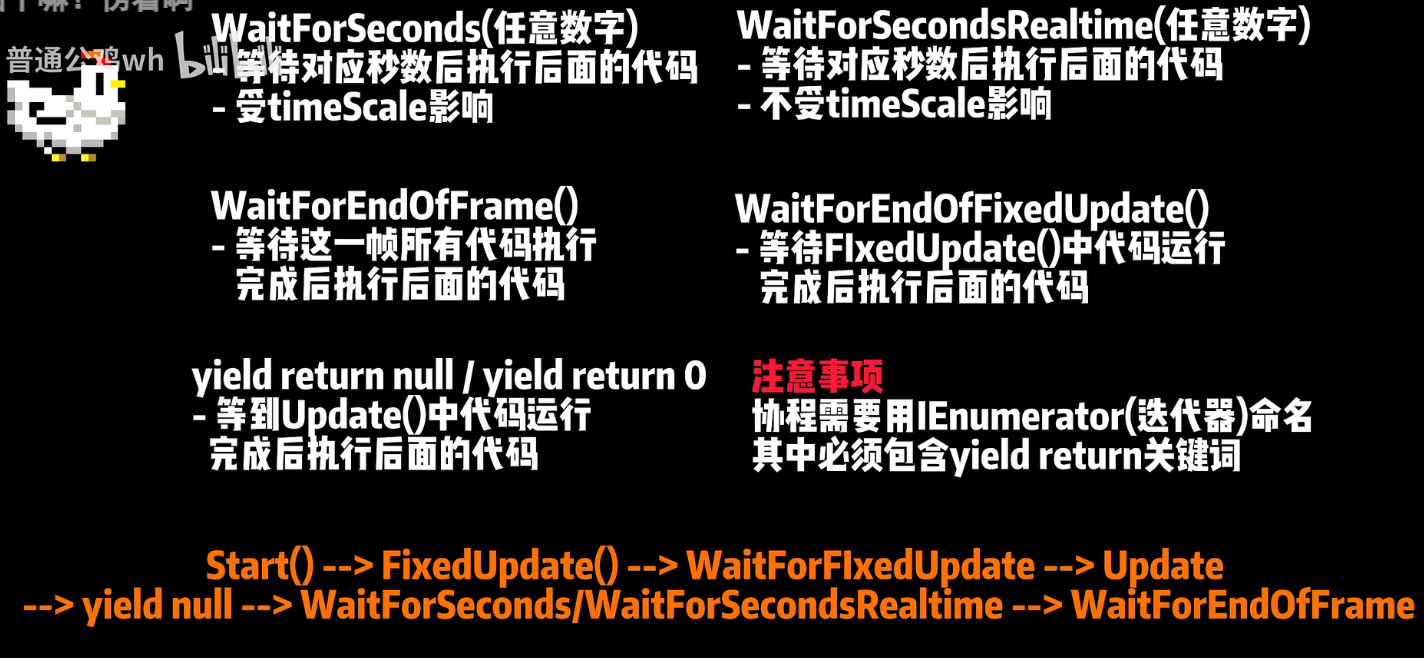 普通公鸡wh bilibili
WaitForSeconds(任意数字)
- 等待对应秒数后执行后面的代码
- 受timeScale影响
WaitForSecondsRealtime(任意数字)
- 等待对应秒数后执行后面的代码
- 不受timeScale影响
WaitForEndOfFrame()
- 等待这一帧所有代码执行
完成后执行后面的代码
WaitForEndOfFixedUpdate()
- 等待FIxedUpdate()中代码运行
完成后执行后面的代码
yield return null / yield return 0
- 等到Update()中代码运行
完成后执行后面的代码
注意事项
协程需要用IEnumerator(迭代器)命名
其中必须包含yield return关键词
Start() --> FixedUpdate() --> WaitForFIxedUpdate --> Update
--> yield null --> WaitForSeconds/WaitForSecondsRealtime --> WaitForEndOfFrame